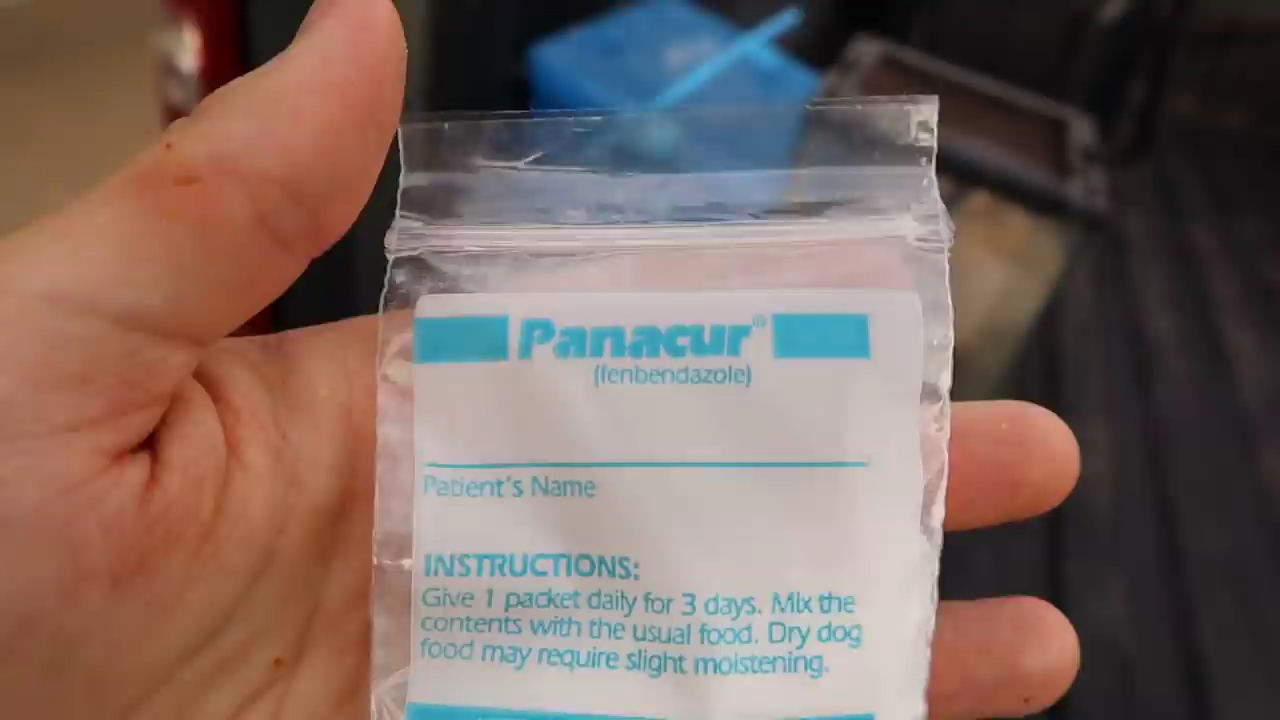 Panacur®
(fenbendazole)
Patient's Name
INSTRUCTIONS:
Give 1 packet daily for 3 days. Mix the
contents with the usual food. Dry dog
food may require slight moistening.